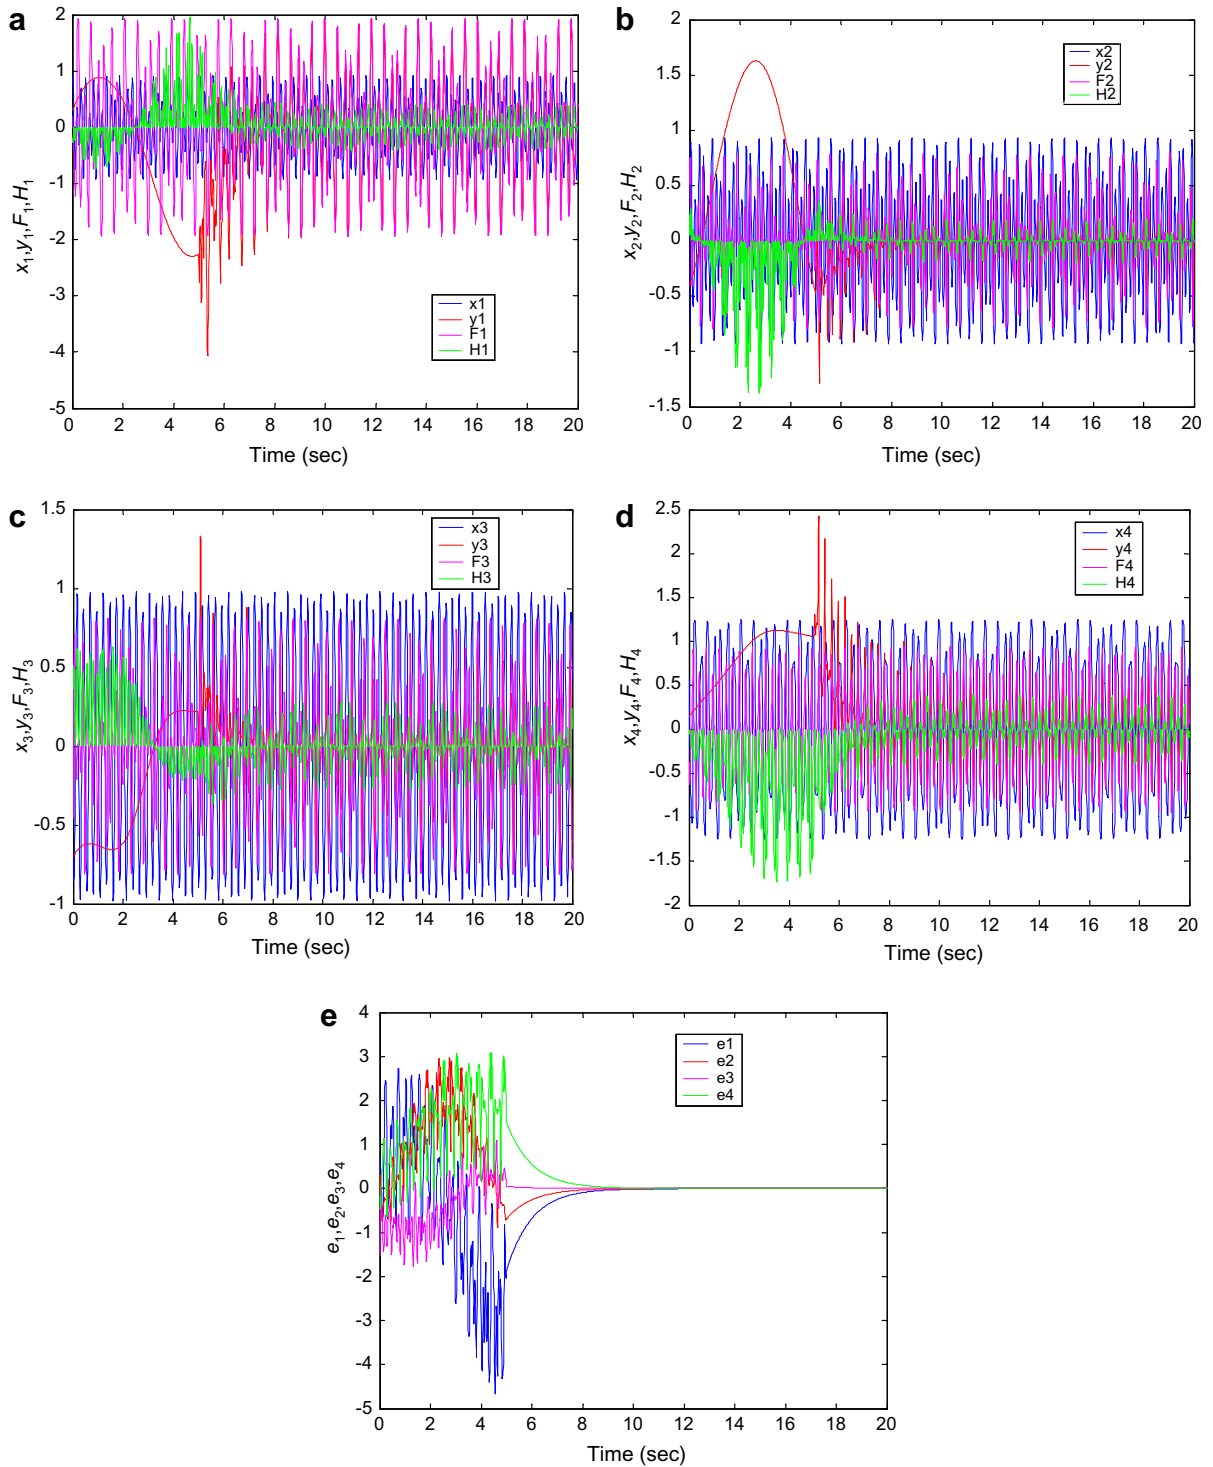 a
2
1
0
-1
-2
-3
-4
-5
x1,y1,F1,H1
x1
y1
F1
H1
0 2 4 6 8 10 12 14 16 18 20
Time (sec)
b
2
1.5
1
0.5
0
-0.5
-1
-1.5
x2,y2,F2,H2
x2
y2
F2
H2
0 2 4 6 8 10 12 14 16 18 20
Time (sec)
c
1.5
1
0.5
0
-0.5
-1
x3,y3,F3,H3
x3
y3
F3
H3
0 2 4 6 8 10 12 14 16 18 20
Time (sec)
d
2.5
2
1.5
1
0.5
0
-0.5
-1
-1.5
-2
x4,y4,F4,H4
x4
y4
F4
H4
0 2 4 6 8 10 12 14 16 18 20
Time (sec)
e
4
3
2
1
0
-1
-2
-3
-4
-5
e1,e2,e3,e4
e1
e2
e3
e4
0 2 4 6 8 10 12 14 16 18 20
Time (sec)